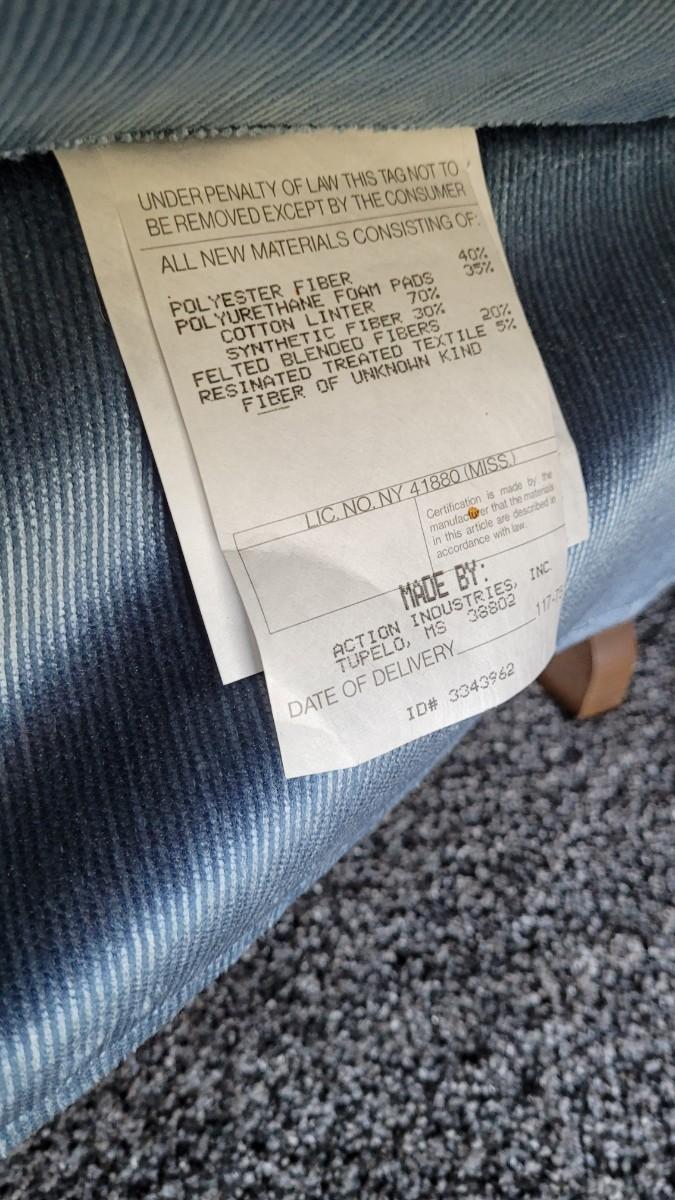 UNDER PENALTY OF LAW THIS TAG NOT TO
BE REMOVED EXCEPT BY THE CONSUMER
ALL NEW MATERIALS CONSISTING OF:
POLYESTER FIBER 40%
POLYURETHANE FOAM PADS 35%
COTTON LINTER 70%
SYNTHETIC FIBER 30%
FELTED BLENDED FIBERS 20%
RESINATED TREATED TEXTILE 5%
FIBER OF UNKNOWN KIND
LIC. NO. NY 41880 (MISS.)
Certification is made by the
manufacturer that the materials
in this article are described in
accordance with law.
MADE BY:
ACTION INDUSTRIES, INC.
TUPELO, MS 38802
DATE OF DELIVERY
ID# 3343962